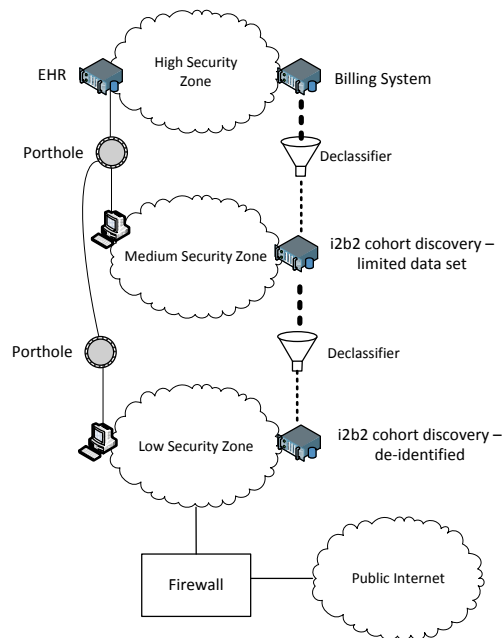 EHR
High Security
Zone
Billing System
Porthole
Declassifier
Medium Security Zone
i2b2 cohort discovery –
limited data set
Porthole
Declassifier
Low Security Zone
i2b2 cohort discovery –
de-identified
Firewall
Public Internet